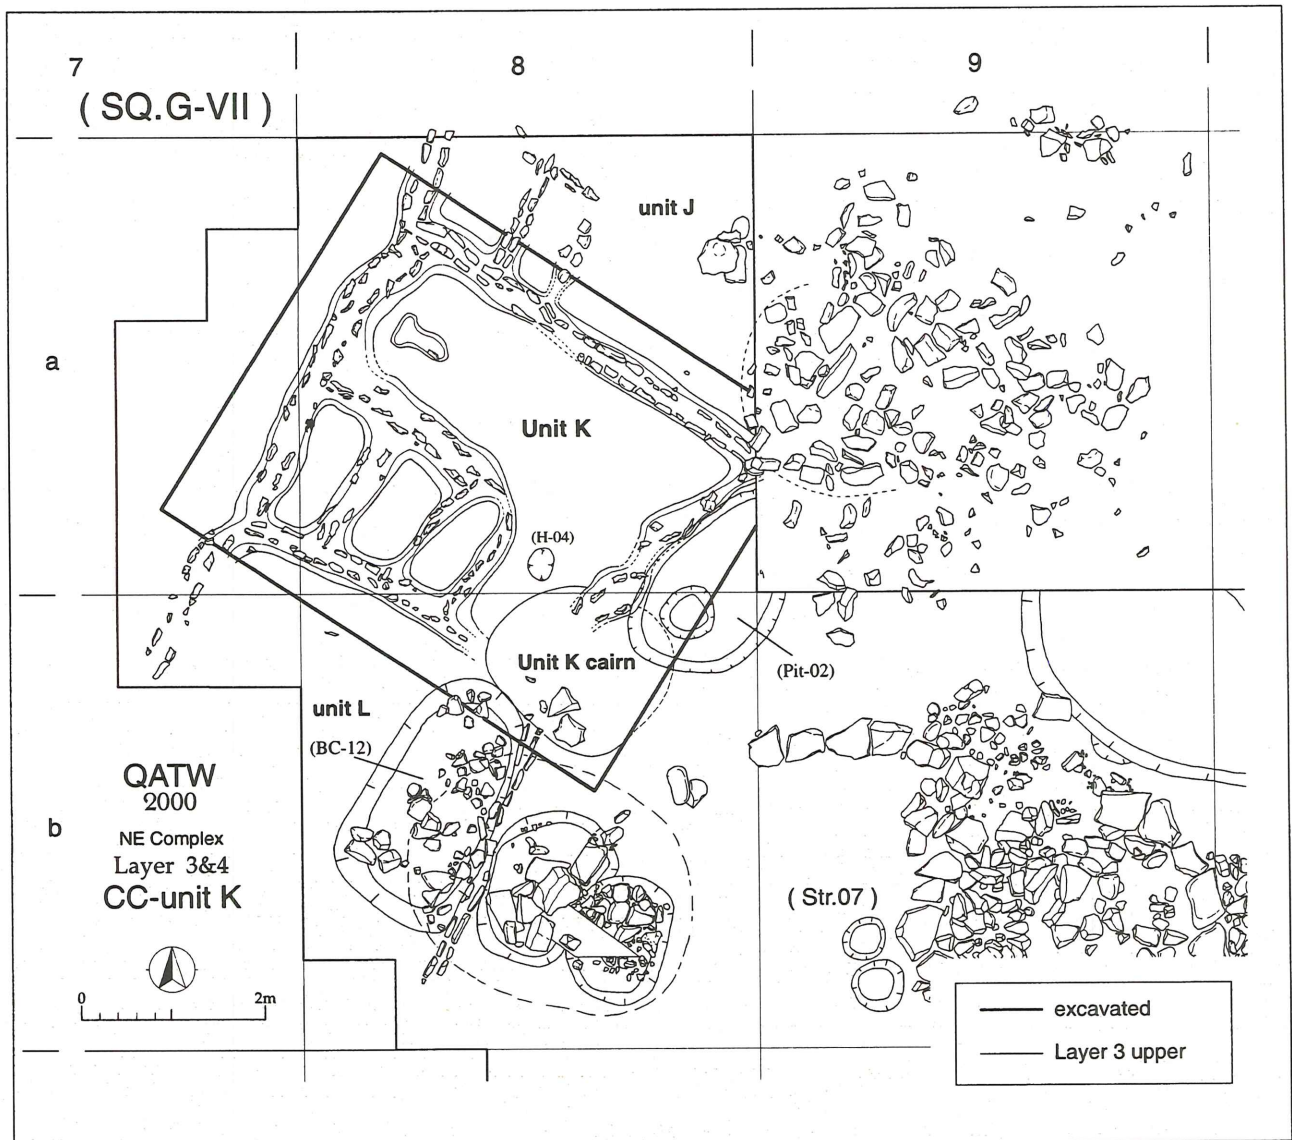 7
8
9
( SQ.G-VII )
unit J
a
Unit K
(H-04)
Unit K cairn
(Pit-02)
unit L
(BC-12)
QATW
2000
NE Complex
Layer 3&4
CC-unit K
b
( Str.07 )
0
2m
excavated
Layer 3 upper